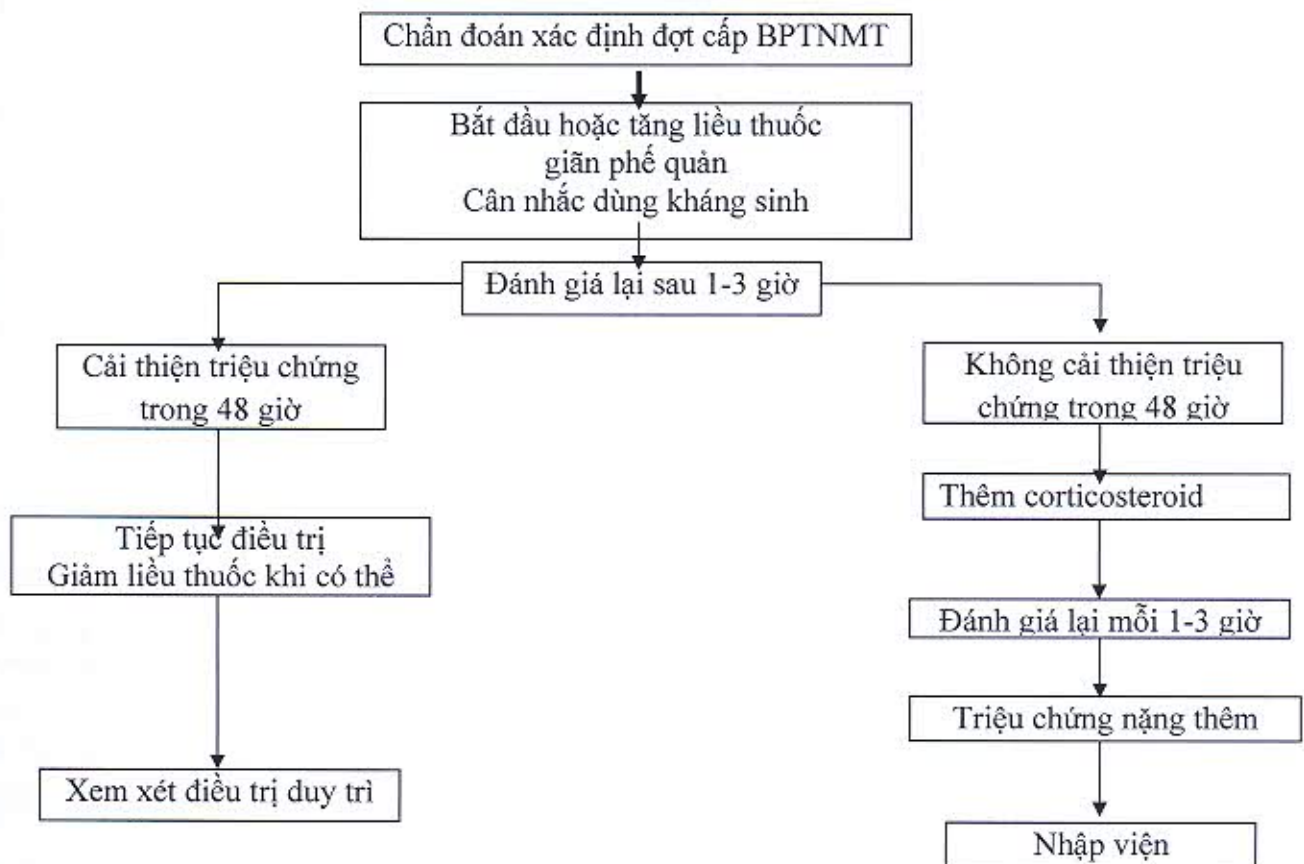 Chẩn đoán xác định đợt cấp BPTNMT
Bắt đầu hoặc tăng liều thuốc
giãn phế quản
Cân nhắc dùng kháng sinh
Đánh giá lại sau 1-3 giờ
Cải thiện triệu chứng
trong 48 giờ
Không cải thiện triệu
chứng trong 48 giờ
Thêm corticosteroid
Tiếp tục điều trị
Giảm liều thuốc khi có thể
Đánh giá lại mỗi 1-3 giờ
Triệu chứng nặng thêm
Xem xét điều trị duy trì
Nhập viện